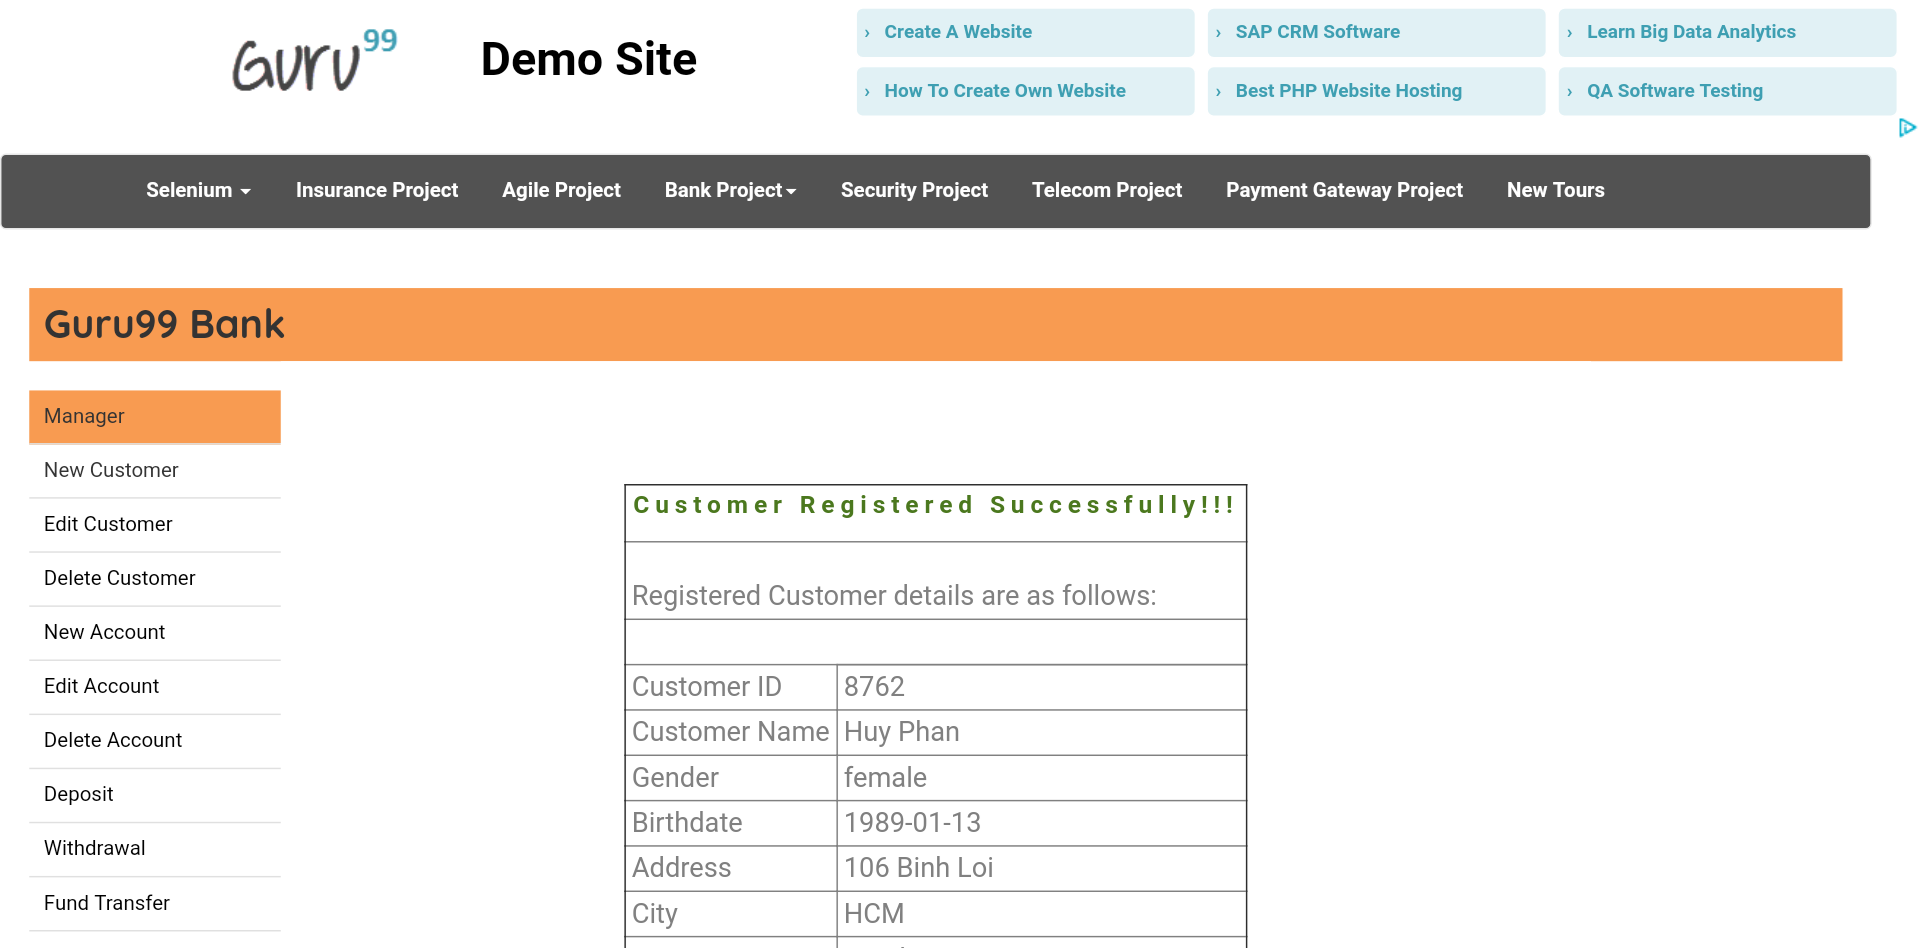 Guru99
Demo Site
› Create A Website
› SAP CRM Software
› Learn Big Data Analytics
› How To Create Own Website
› Best PHP Website Hosting
› QA Software Testing
Selenium Insurance Project Agile Project Bank Project Security Project Telecom Project Payment Gateway Project New Tours
Guru99 Bank
Manager
New Customer
Edit Customer
Delete Customer
New Account
Edit Account
Delete Account
Deposit
Withdrawal
Fund Transfer
Customer Registered Successfully!!!
Registered Customer details are as follows:
Customer ID 8762
Customer Name Huy Phan
Gender female
Birthdate 1989-01-13
Address 106 Binh Loi
City HCM